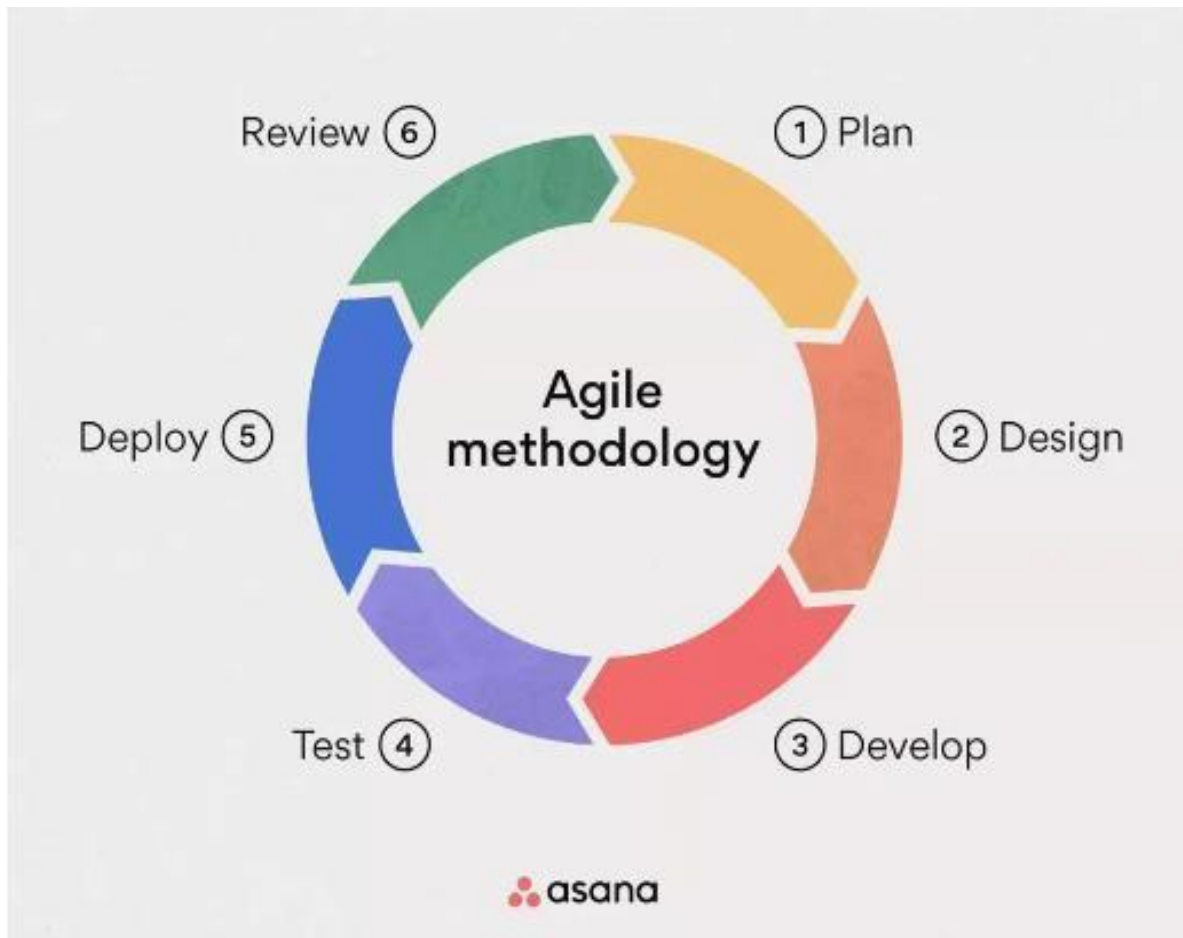 Agile
methodology
1 Plan
2 Design
3 Develop
4 Test
5 Deploy
6 Review
asana